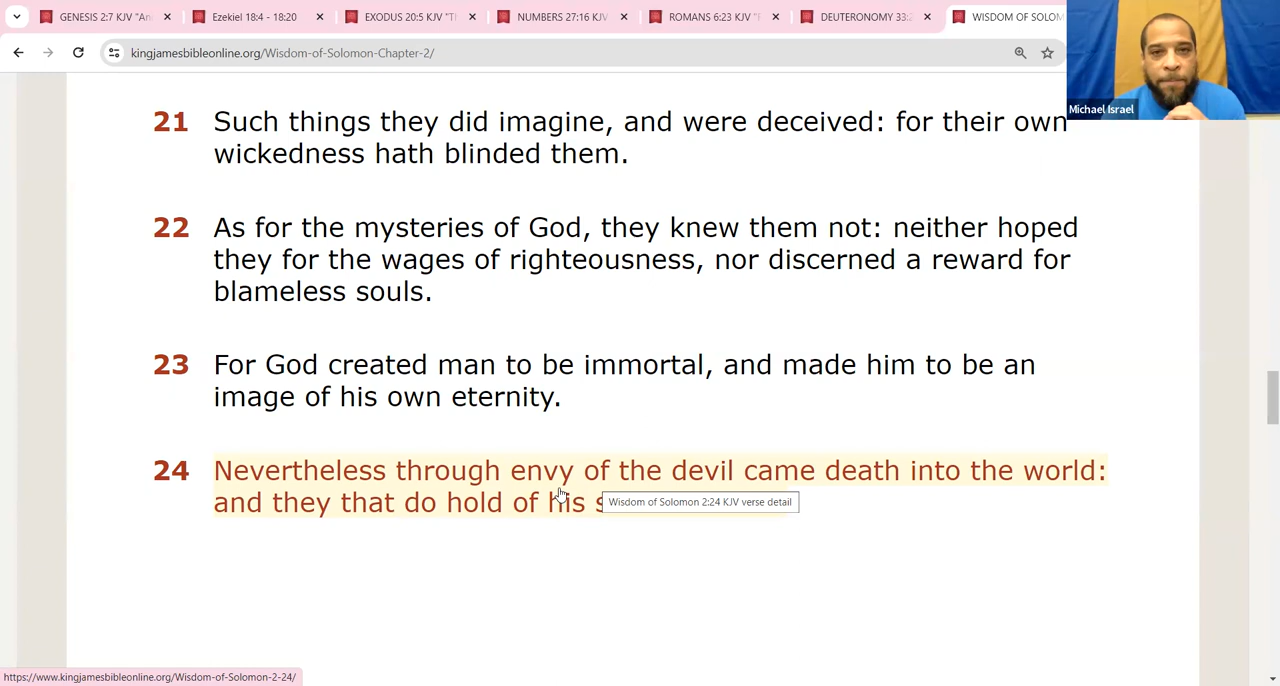 GENESIS 2:7 KJV "An
Ezekiel 18:4 - 18:20
EXODUS 20:5 KJV "Th
NUMBERS 27:16 KJV
ROMANS 6:23 KJV "F
DEUTERONOMY 33:2
WISDOM OF SOLOM
kingjamesbibleonline.org/Wisdom-of-Solomon-Chapter-2/
Michael Israel
21 Such things they did imagine, and were deceived: for their own
wickedness hath blinded them.
22 As for the mysteries of God, they knew them not: neither hoped
they for the wages of righteousness, nor discerned a reward for
blameless souls.
23 For God created man to be immortal, and made him to be an
image of his own eternity.
24 Nevertheless through envy of the devil came death into the world:
and they that do hold of his s
Wisdom of Solomon 2:24 KJV verse detail
https://www.kingjamesbibleonline.org/Wisdom-of-Solomon-2-24/